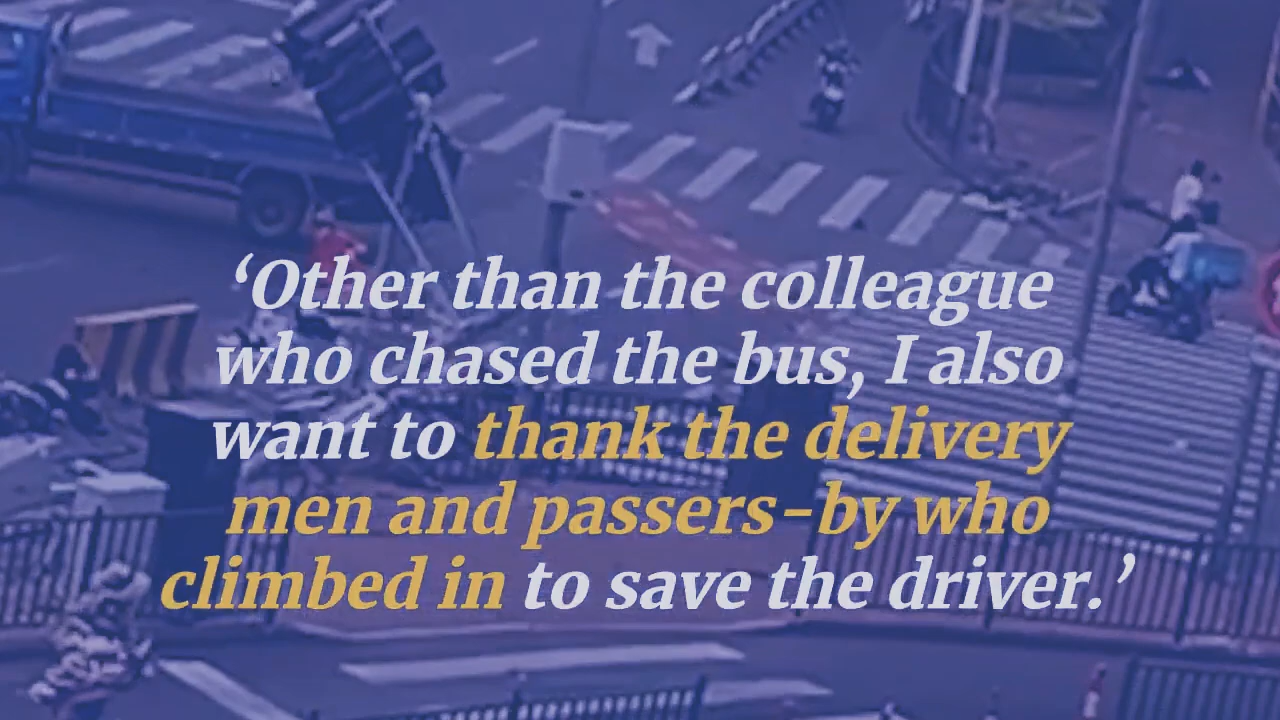 ‘Other than the colleague
who chased the bus, I also
want to thank the delivery
men and passers-by who
climbed in to save the driver.’